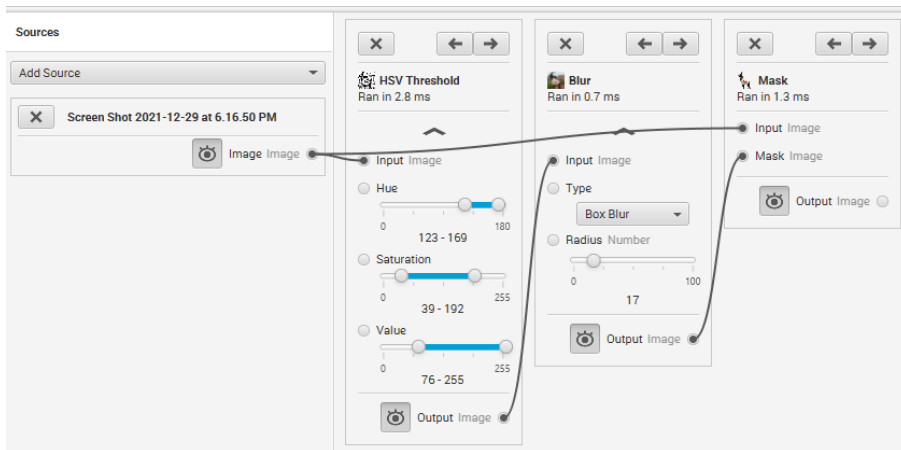 Sources
Add Source
Screen Shot 2021-12-29 at 6.16.50 PM
Image Image
HSV Threshold
Ran in 2.8 ms
Input Image
Hue
0 180
123 - 169
Saturation
0 255
39 - 192
Value
0 255
76 - 255
Output Image
Blur
Ran in 0.7 ms
Input Image
Type
Box Blur
Radius Number
0 100
17
Output Image
Mask
Ran in 1.3 ms
Input Image
Mask Image
Output Image